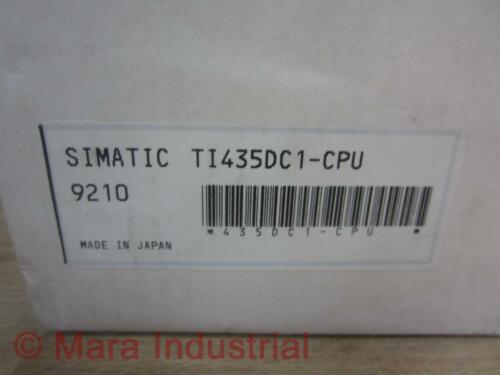 SIMATIC TI435DC1-CPU
9210
* 435DC1-CPU *
MADE IN JAPAN
© Mara Industrial